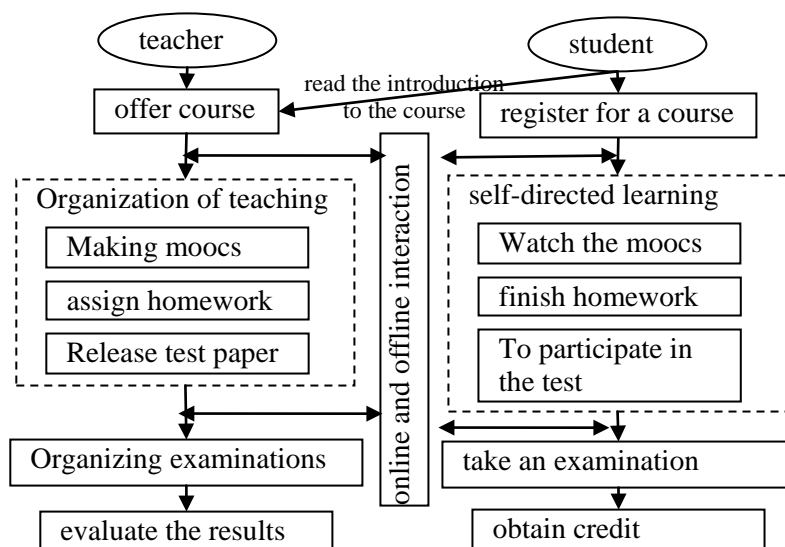 teacher
student
read the introduction
to the course
offer course
register for a course
Organization of teaching
Making moocs
assign homework
Release test paper
online and offline interaction
self-directed learning
Watch the moocs
finish homework
To participate in
the test
Organizing examinations
take an examination
evaluate the results
obtain credit